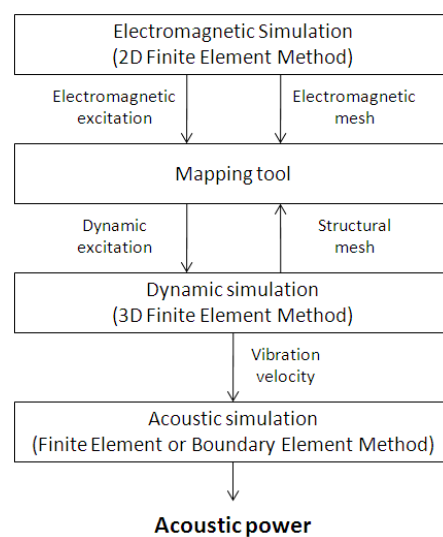 Electromagnetic Simulation
(2D Finite Element Method)
Electromagnetic
excitation
Electromagnetic
mesh
Mapping tool
Dynamic
excitation
Structural
mesh
Dynamic simulation
(3D Finite Element Method)
Vibration
velocity
Acoustic simulation
(Finite Element or Boundary Element Method)
Acoustic power